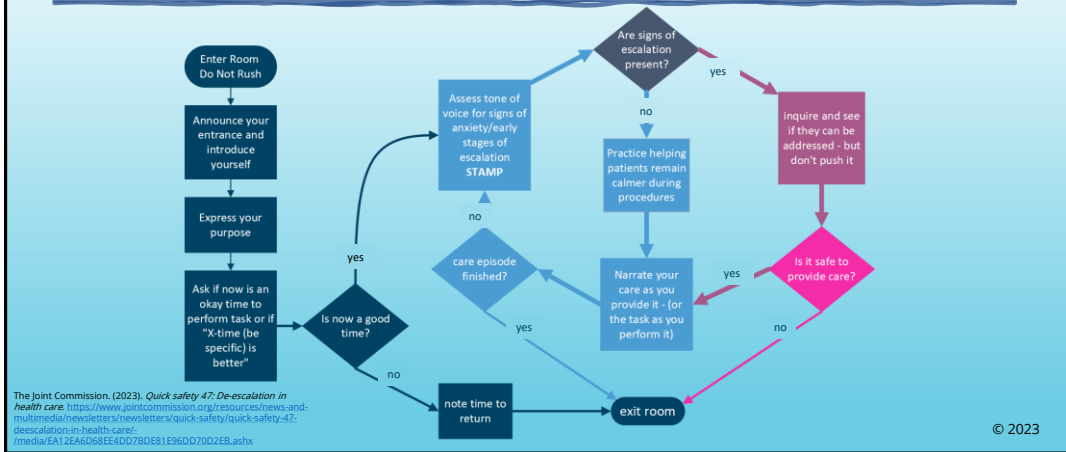 Enter Room
Do Not Rush
Announce your
entrance and
introduce
yourself
Express your
purpose
Ask if now is an
okay time to
perform task or if
"X-time (be
specific) is
better"
Is now a good
time?
yes
no
note time to
return
Assess tone of
voice for signs of
anxiety/early
stages of
escalation
STAMP
no
care episode
finished?
yes
Are signs of
escalation
present?
yes
no
Practice helping
patients remain
calmer during
procedures
Narrate your
care as you
provide it - (or
the task as you
perform it)
inquire and see
if they can be
addressed - but
don't push it
Is it safe to
provide care?
yes
no
exit room
The Joint Commission. (2023). Quick safety 47: De-escalation in
health care. https://www.jointcommission.org/resources/news-and-
multimedia/newsletters/newsletters/quick-safety/quick-safety-47-
deescalation-in-health-care/-
/media/EA12EA6D68EE4DD7BDE81E96DD70D2EB.ashx
© 2023